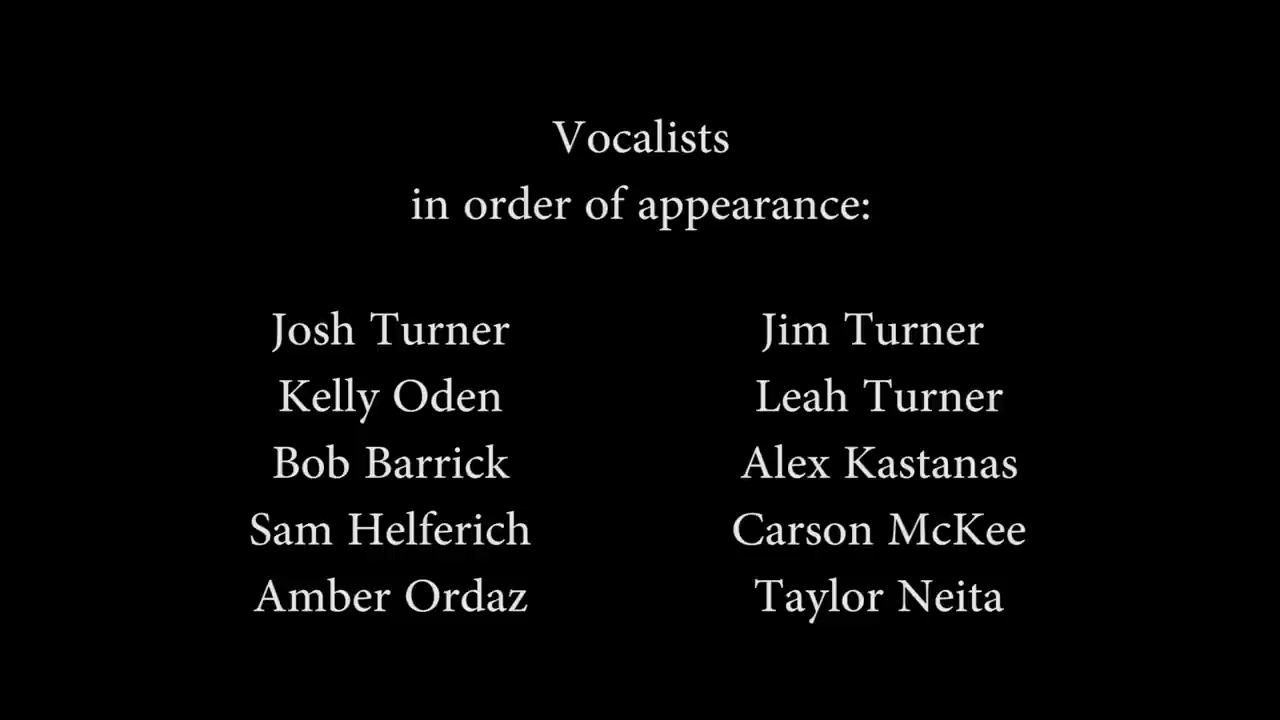 Vocalists
in order of appearance:
Josh Turner
Kelly Oden
Bob Barrick
Sam Helferich
Amber Ordaz
Jim Turner
Leah Turner
Alex Kastanas
Carson McKee
Taylor Neita